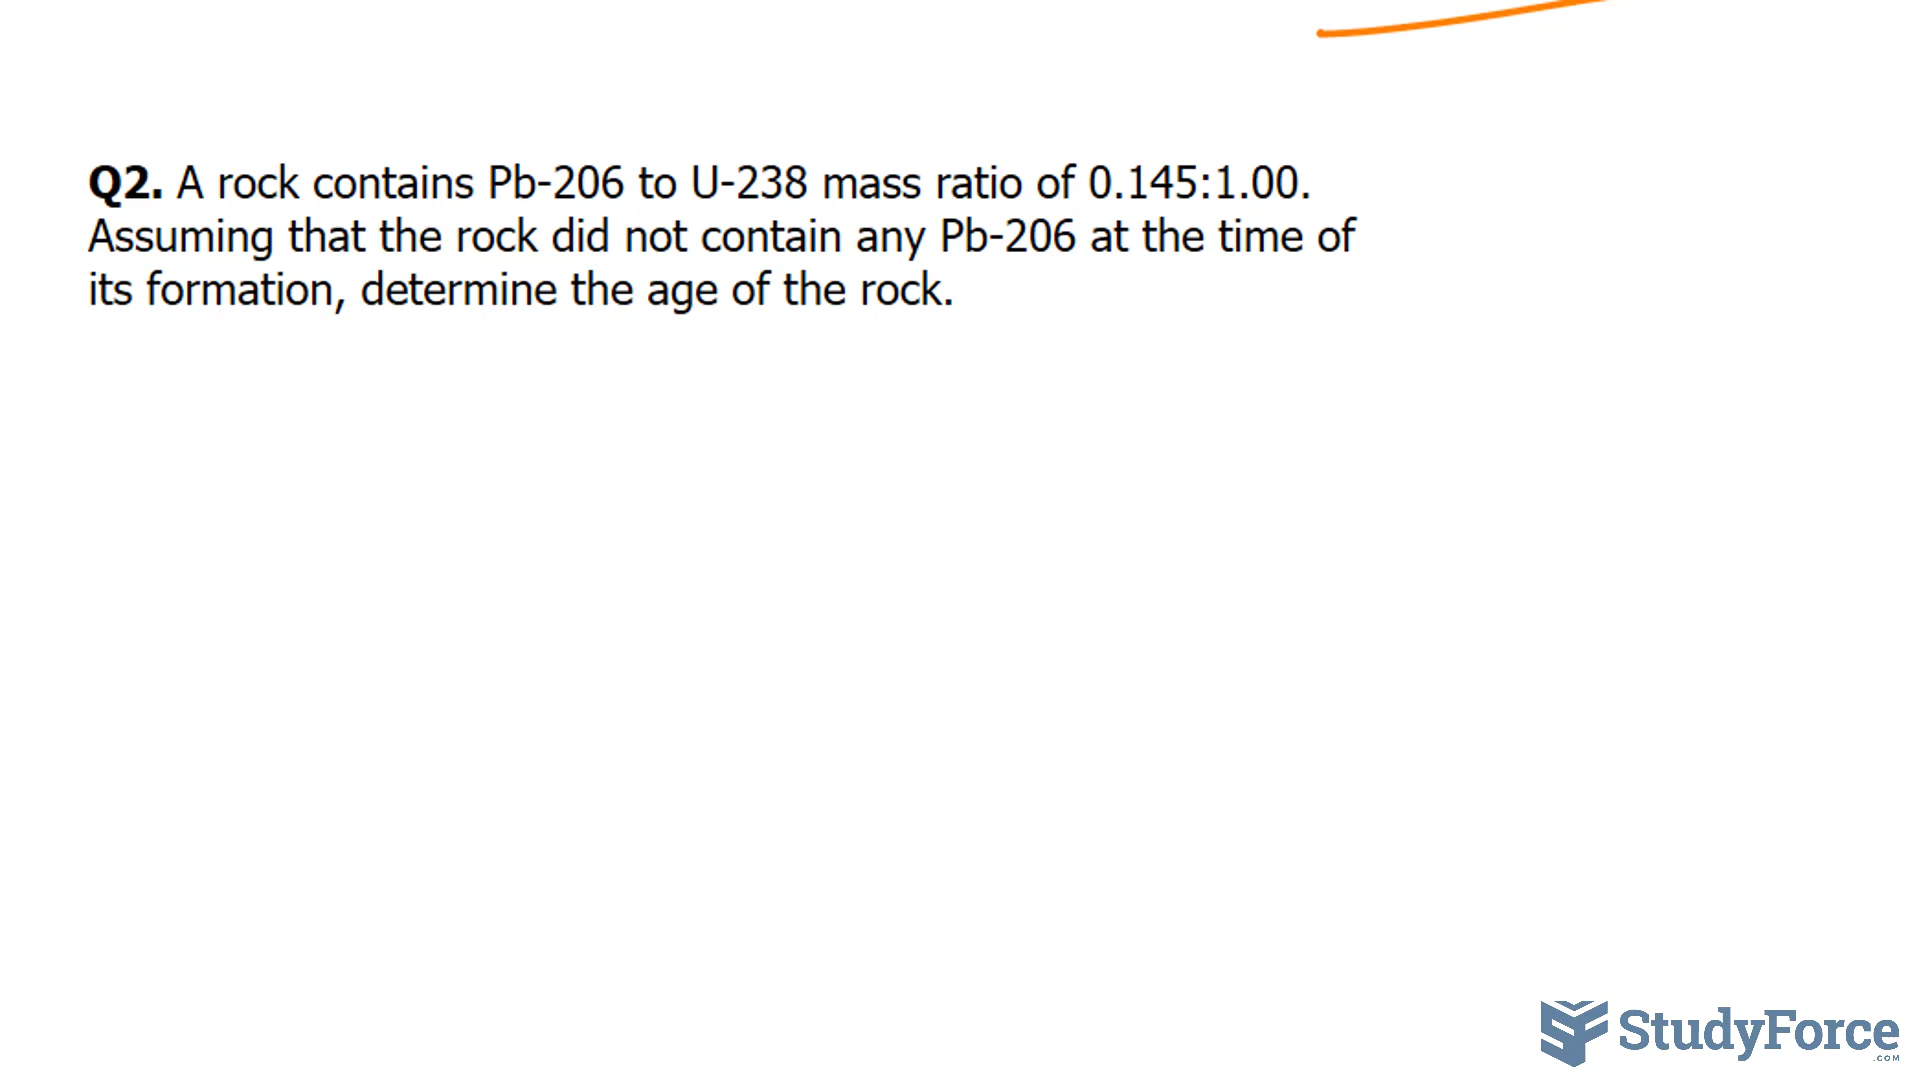 Q2. A rock contains Pb-206 to U-238 mass ratio of 0.145:1.00.
Assuming that the rock did not contain any Pb-206 at the time of
its formation, determine the age of the rock.
StudyForce
.COM